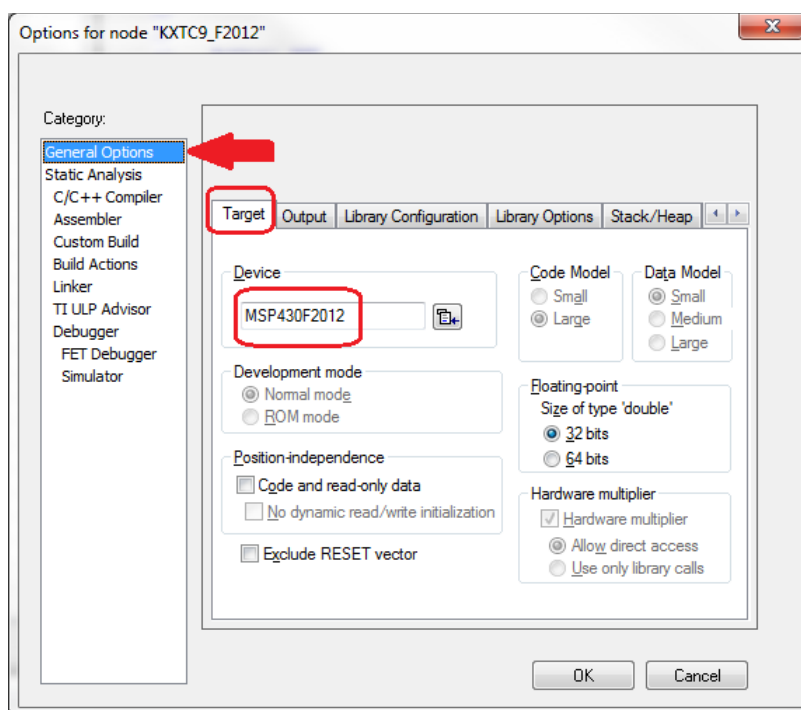 Options for node "KXTC9_F2012"
Category:
General Options
Static Analysis
C/C++ Compiler
Assembler
Custom Build
Build Actions
Linker
TI ULP Advisor
Debugger
FET Debugger
Simulator
Target Output Library Configuration Library Options Stack/Heap
Device
MSP430F2012
Development mode
Normal mode
ROM mode
Position-independence
Code and read-only data
No dynamic read/write initialization
Exclude RESET vector
Code Model
Small
Large
Data Model
Small
Medium
Large
Floating-point
Size of type 'double'
32 bits
64 bits
Hardware multiplier
Hardware multiplier
Allow direct access
Use only library calls
OK Cancel